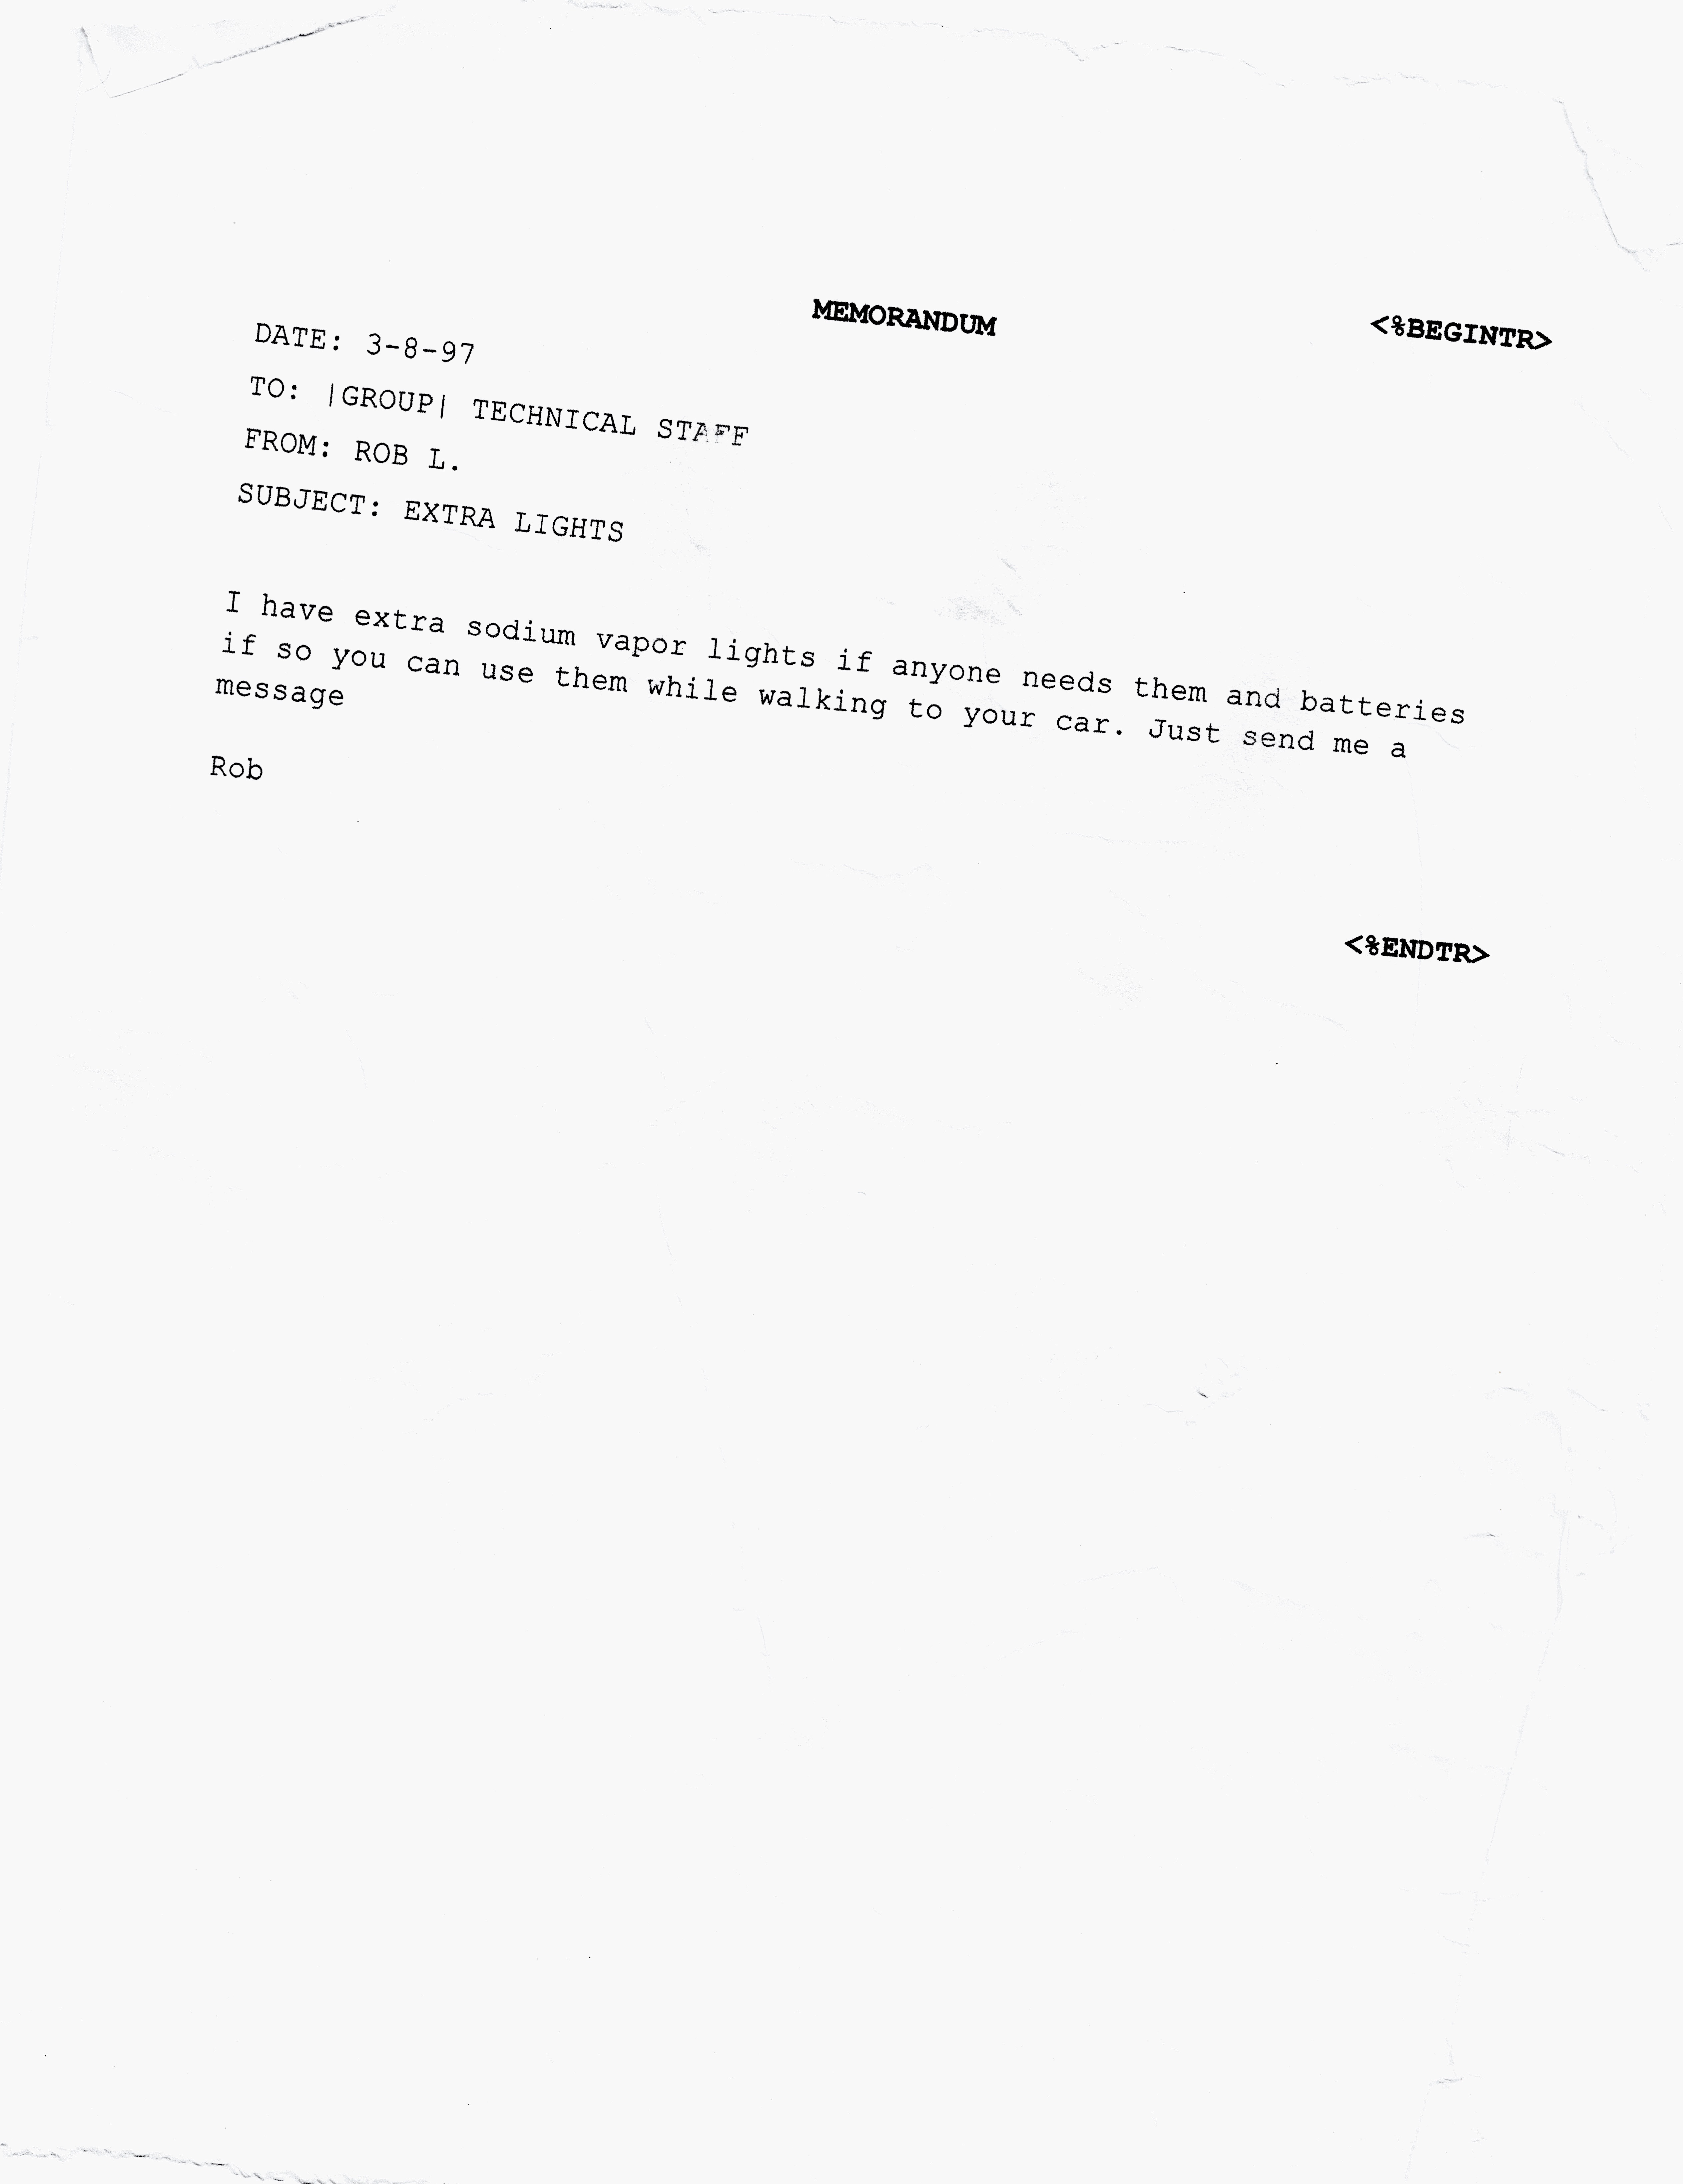 MEMORANDUM <%BEGINTR>
DATE: 3-8-97
TO: |GROUP| TECHNICAL STAFF
FROM: ROB L.
SUBJECT: EXTRA LIGHTS
I have extra sodium vapor lights if anyone needs them and batteries
if so you can use them while walking to your car. Just send me a
message
Rob
<%ENDTR>